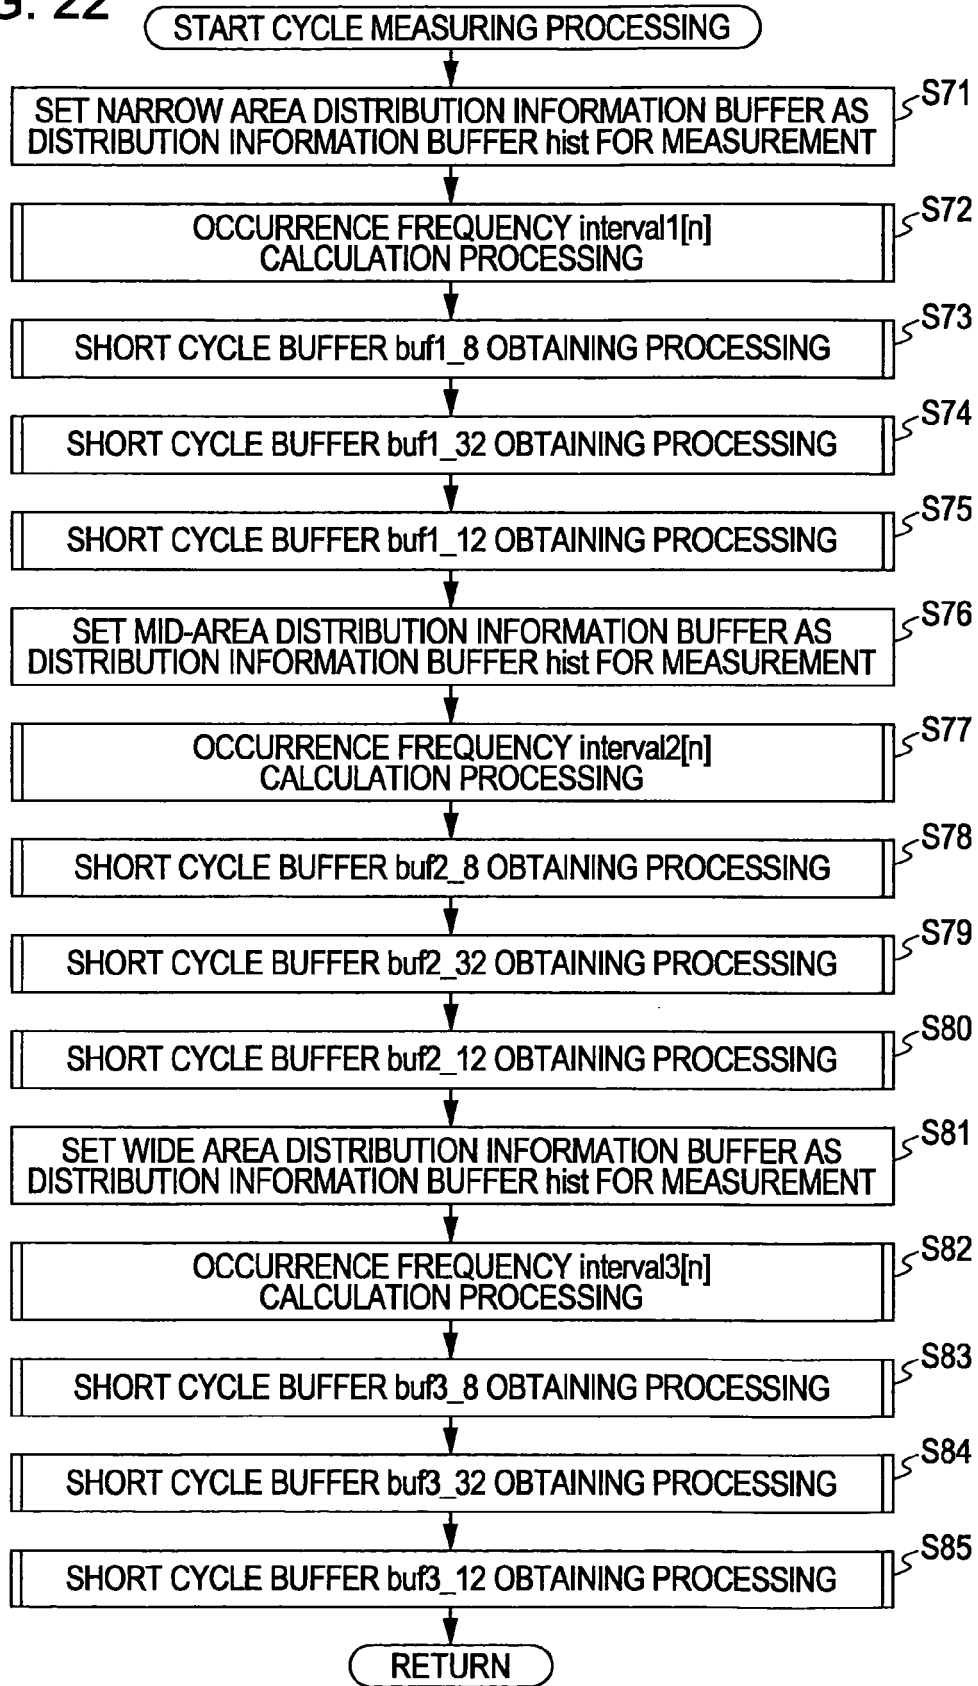 G. 22
START CYCLE MEASURING PROCESSING
S71
SET NARROW AREA DISTRIBUTION INFORMATION BUFFER AS
DISTRIBUTION INFORMATION BUFFER hist FOR MEASUREMENT
S72
OCCURRENCE FREQUENCY interval1[n]
CALCULATION PROCESSING
S73
SHORT CYCLE BUFFER buf1_8 OBTAINING PROCESSING
S74
SHORT CYCLE BUFFER buf1_32 OBTAINING PROCESSING
S75
SHORT CYCLE BUFFER buf1_12 OBTAINING PROCESSING
S76
SET MID-AREA DISTRIBUTION INFORMATION BUFFER AS
DISTRIBUTION INFORMATION BUFFER hist FOR MEASUREMENT
S77
OCCURRENCE FREQUENCY interval2[n]
CALCULATION PROCESSING
S78
SHORT CYCLE BUFFER buf2_8 OBTAINING PROCESSING
S79
SHORT CYCLE BUFFER buf2_32 OBTAINING PROCESSING
S80
SHORT CYCLE BUFFER buf2_12 OBTAINING PROCESSING
S81
SET WIDE AREA DISTRIBUTION INFORMATION BUFFER AS
DISTRIBUTION INFORMATION BUFFER hist FOR MEASUREMENT
S82
OCCURRENCE FREQUENCY interval3[n]
CALCULATION PROCESSING
S83
SHORT CYCLE BUFFER buf3_8 OBTAINING PROCESSING
S84
SHORT CYCLE BUFFER buf3_32 OBTAINING PROCESSING
S85
SHORT CYCLE BUFFER buf3_12 OBTAINING PROCESSING
RETURN